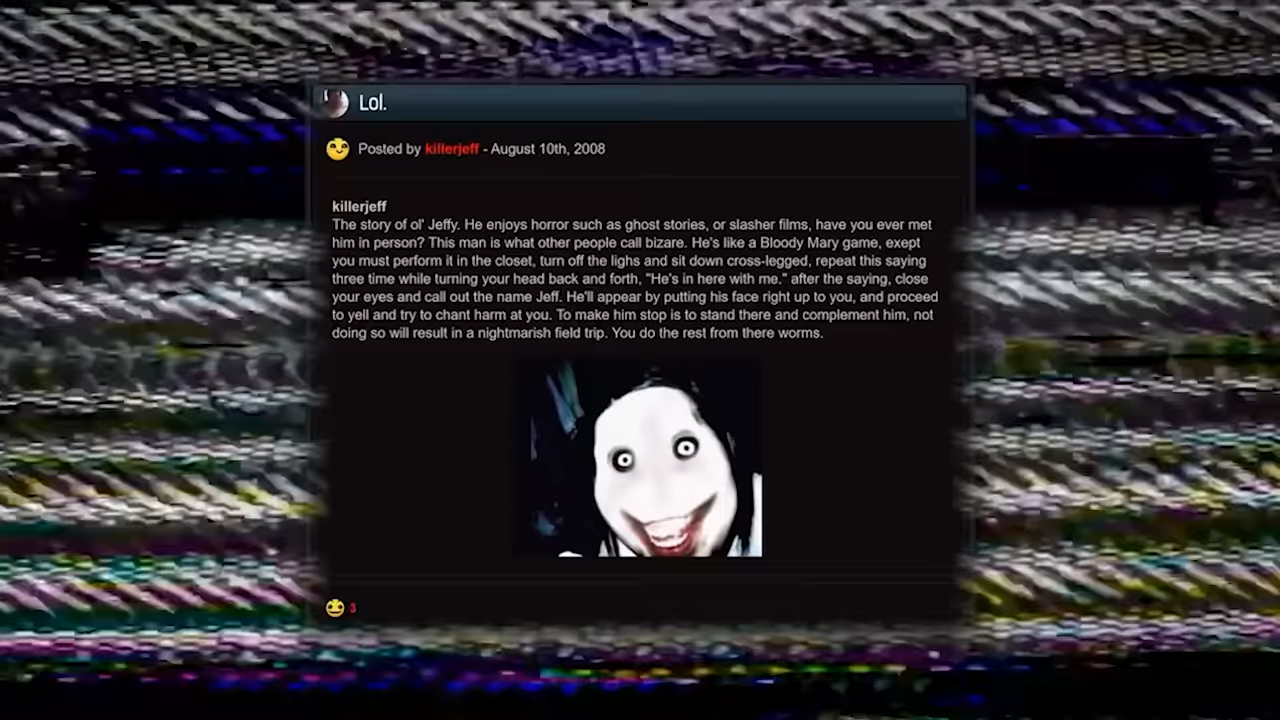 Lol.
Posted by killerjeff - August 10th, 2008
killerjeff
The story of ol' Jeffy. He enjoys horror such as ghost stories, or slasher films, have you ever met
him in person? This man is what other people call bizare. He's like a Bloody Mary game, exept
you must perform it in the closet, turn off the lighs and sit down cross-legged, repeat this saying
three time while turning your head back and forth, "He's in here with me." after the saying, close
your eyes and call out the name Jeff. He'll appear by putting his face right up to you, and proceed
to yell and try to chant harm at you. To make him stop is to stand there and complement him, not
doing so will result in a nightmarish field trip. You do the rest from there worms.
3